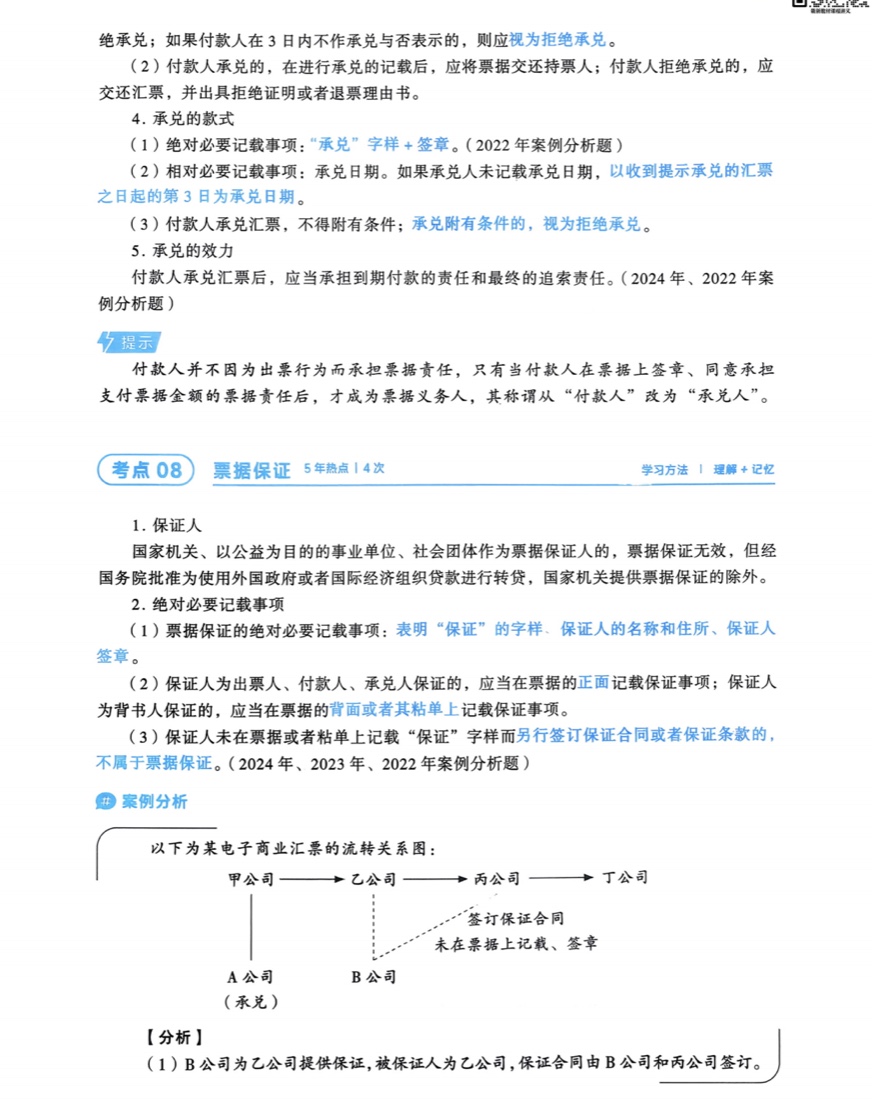 绝承兑；如果付款人在 3 日内不作承兑与否表示的，则应视为拒绝承兑。
（2）付款人承兑的，在进行承兑的记载后，应将票据交还持票人；付款人拒绝承兑的，应
交还汇票，并出具拒绝证明或者退票理由书。
4. 承兑的款式
（1）绝对必要记载事项：“承兑”字样 + 签章。（2022 年案例分析题）
（2）相对必要记载事项：承兑日期。如果承兑人未记载承兑日期，以收到提示承兑的汇票
之日起的第 3 日为承兑日期。
（3）付款人承兑汇票，不得附有条件；承兑附有条件的，视为拒绝承兑。
5. 承兑的效力
付款人承兑汇票后，应当承担到期付款的责任和最终的追索责任。（2024 年、2022 年案
例分析题）
提示
付款人并不因为出票行为而承担票据责任，只有当付款人在票据上签章、同意承担
支付票据金额的票据责任后，才成为票据义务人，其称谓从“付款人”改为“承兑人”。
考点 08 票据保证 5 年热点 | 4 次 学习方法 | 理解 + 记忆
1. 保证人
国家机关、以公益为目的的事业单位、社会团体作为票据保证人的，票据保证无效，但经
国务院批准为使用外国政府或者国际经济组织贷款进行转贷，国家机关提供票据保证的除外。
2. 绝对必要记载事项
（1）票据保证的绝对必要记载事项：表明“保证”的字样、保证人的名称和住所、保证人
签章。
（2）保证人为出票人、付款人、承兑人保证的，应当在票据的正面记载保证事项；保证人
为背书人保证的，应当在票据的背面或者其粘单上记载保证事项。
（3）保证人未在票据或者粘单上记载“保证”字样而另行签订保证合同或者保证条款的，
不属于票据保证。（2024 年、2023 年、2022 年案例分析题）
案例分析
以下为某电子商业汇票的流转关系图：
甲公司 乙公司 丙公司 丁公司
签订保证合同
未在票据上记载、签章
A 公司 B 公司
（承兑）
【分析】
（1）B 公司为乙公司提供保证，被保证人为乙公司，保证合同由 B 公司和丙公司签订。